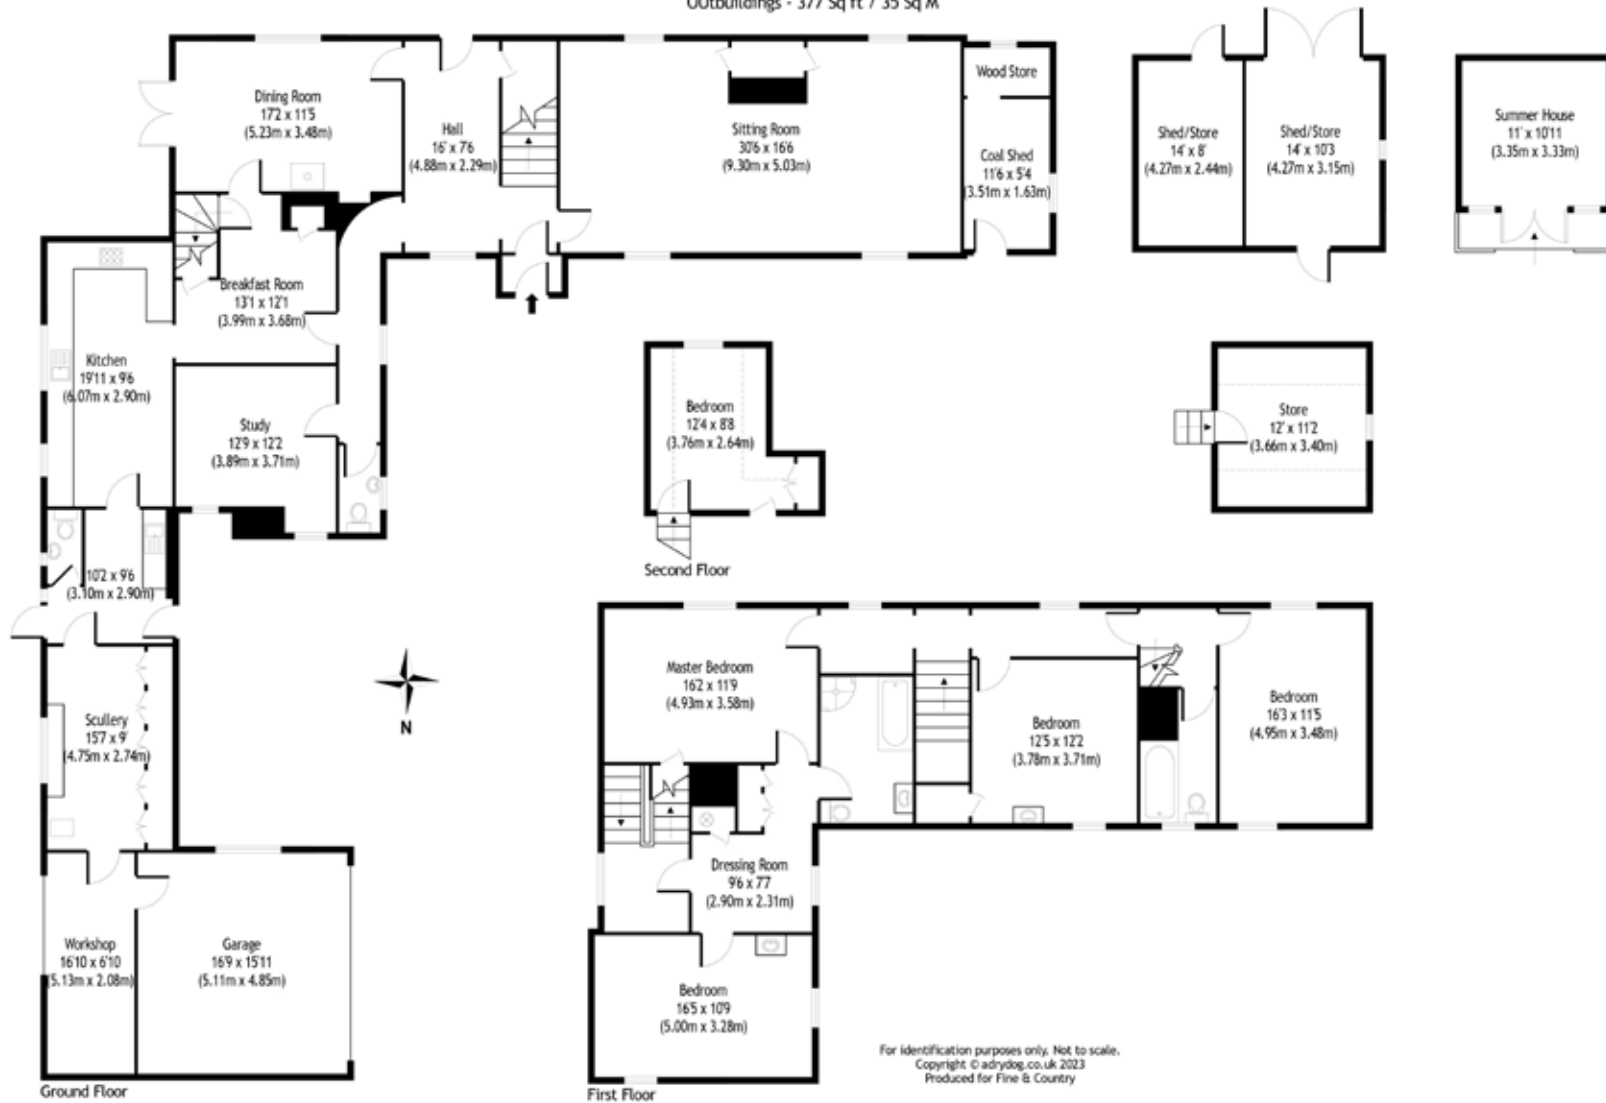 Outbuildings - 377 Sq ft / 35 Sq M
Dining Room
17'2 x 11'5
(5.23m x 3.48m)
Hall
16' x 7'6
(4.88m x 2.29m)
Sitting Room
30'6 x 16'6
(9.30m x 5.03m)
Wood Store
Coal Shed
11'6 x 5'4
(3.51m x 1.63m)
Shed/Store
14' x 8'
(4.27m x 2.44m)
Shed/Store
14' x 10'3
(4.27m x 3.15m)
Summer House
11' x 10'11
(3.35m x 3.33m)
Breakfast Room
13'1 x 12'1
(3.99m x 3.68m)
Kitchen
19'11 x 9'6
(6.07m x 2.90m)
Study
12'9 x 12'2
(3.89m x 3.71m)
Bedroom
12'4 x 8'8
(3.76m x 2.64m)
Second Floor
Store
12' x 11'2
(3.66m x 3.40m)
10'2 x 9'6
(3.10m x 2.90m)
N
Scullery
15'7 x 9'
(4.75m x 2.74m)
Workshop
16'10 x 6'10
(5.13m x 2.08m)
Garage
16'9 x 15'11
(5.11m x 4.85m)
Ground Floor
Master Bedroom
16'2 x 11'9
(4.93m x 3.58m)
Bedroom
12'5 x 12'2
(3.78m x 3.71m)
Bedroom
16'3 x 11'5
(4.95m x 3.48m)
Dressing Room
9'6 x 7'7
(2.90m x 2.31m)
Bedroom
16'5 x 10'9
(5.00m x 3.28m)
First Floor
For identification purposes only. Not to scale.
Copyright © adrydog.co.uk 2023
Produced for Fine & Country